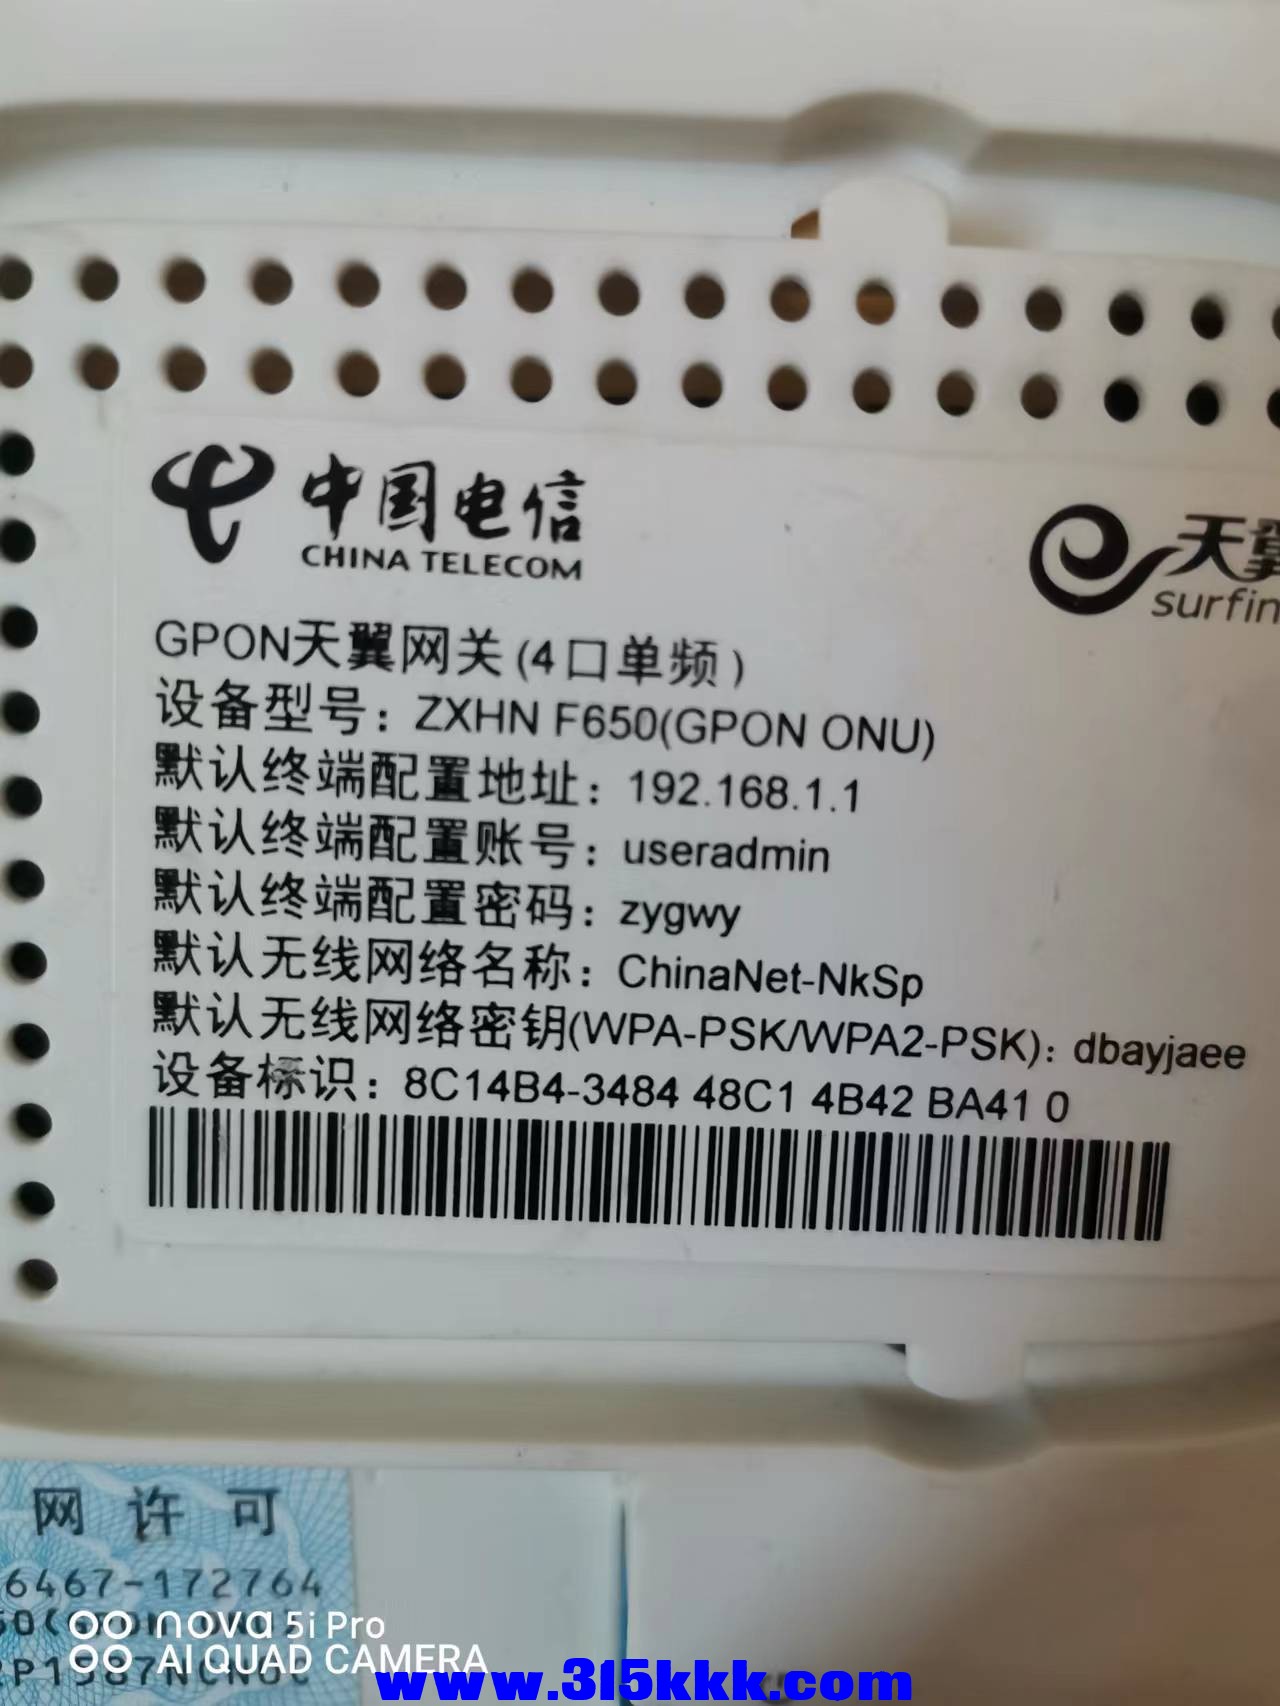 中国电信
CHINA TELECOM
天翼
surfin
GPON天翼网关(4口单频)
设备型号：ZXHN F650(GPON ONU)
默认终端配置地址：192.168.1.1
默认终端配置账号：useradmin
默认终端配置密码：zygwy
默认无线网络名称：ChinaNet-NkSp
默认无线网络密钥(WPA-PSK/WPA2-PSK)：dbayjaee
设备标识：8C14B4-3484 48C1 4B42 BA41 0
网许可
6467-172764
nova 5i Pro
AI QUAD CAMERA
www.315kkk.com